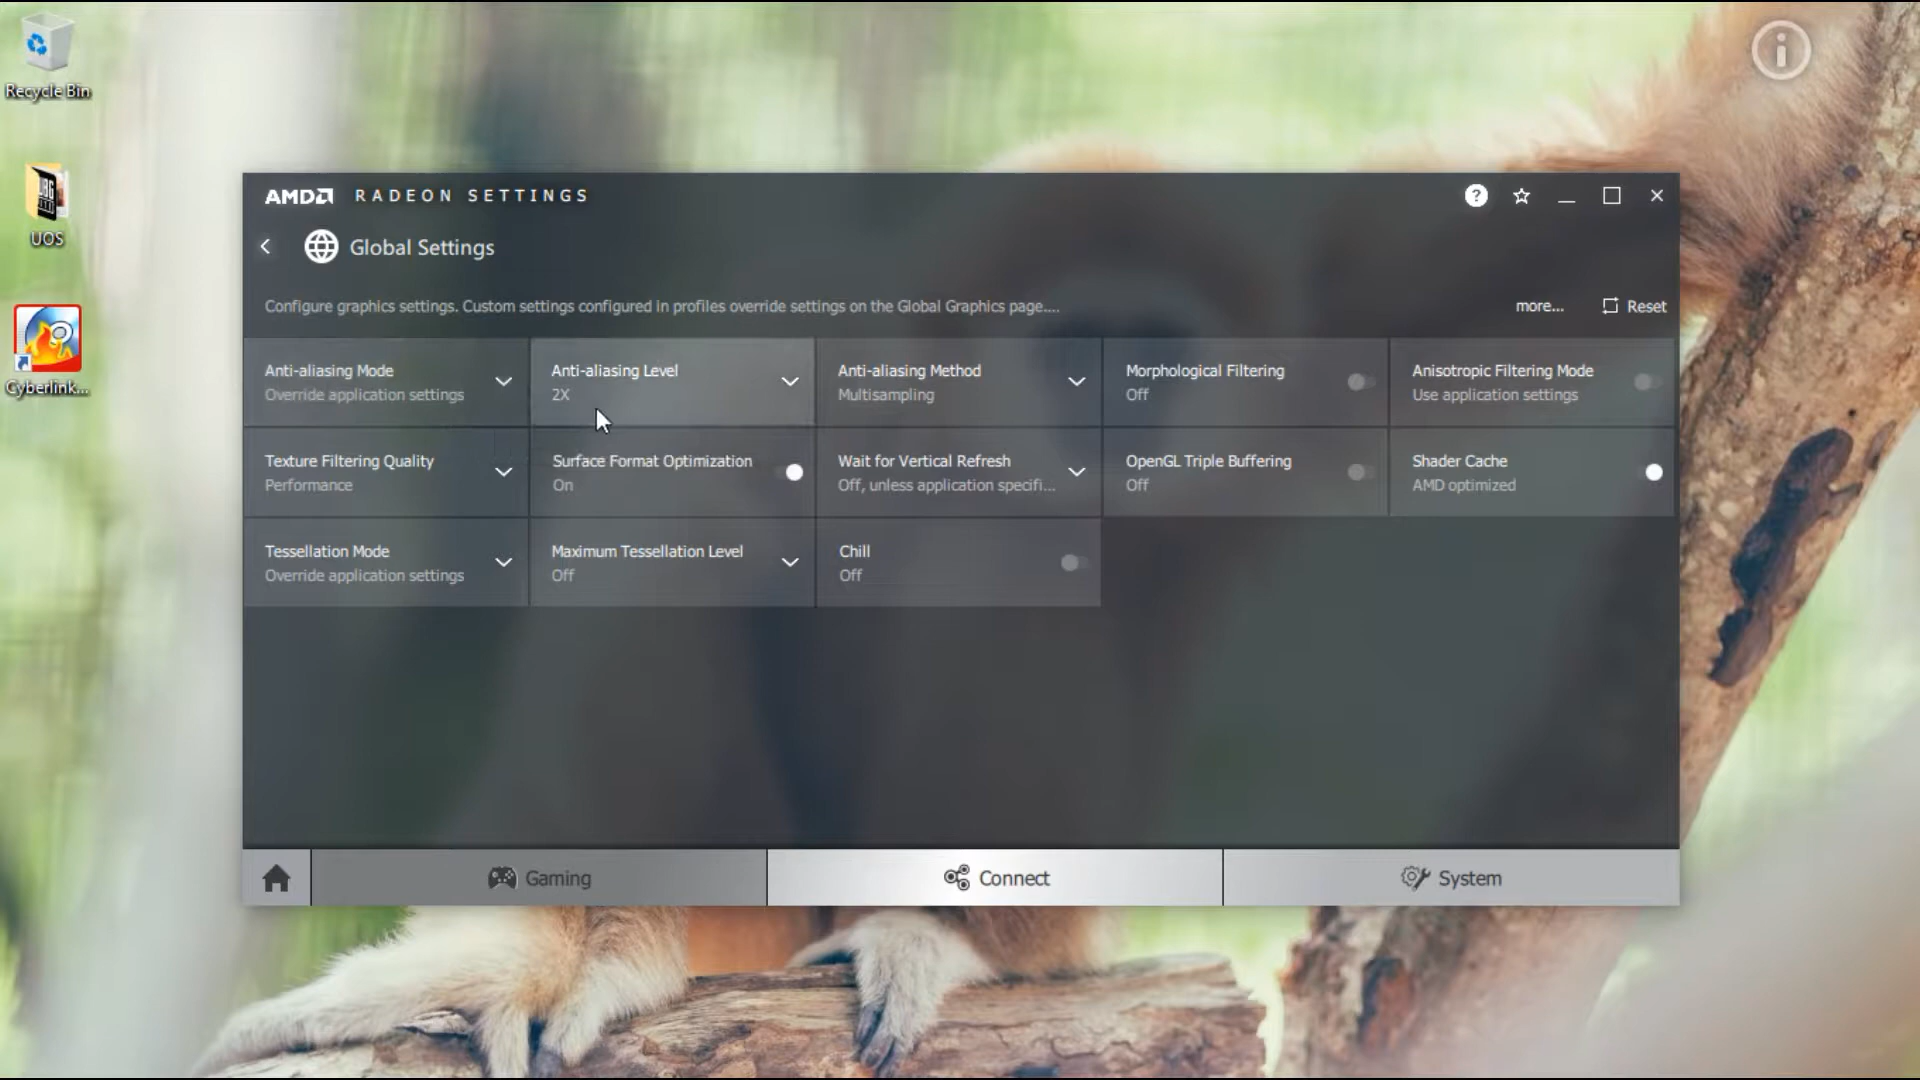 Recycle Bin
UOS
Cyberlink...
AMD RADEON SETTINGS
?
Global Settings
Configure graphics settings. Custom settings configured in profiles override settings on the Global Graphics page....
more...
Reset
Anti-aliasing Mode
Override application settings
Anti-aliasing Level
2X
Anti-aliasing Method
Multisampling
Morphological Filtering
Off
Anisotropic Filtering Mode
Use application settings
Texture Filtering Quality
Performance
Surface Format Optimization
On
Wait for Vertical Refresh
Off, unless application specifi...
OpenGL Triple Buffering
Off
Shader Cache
AMD optimized
Tessellation Mode
Override application settings
Maximum Tessellation Level
Off
Chill
Off
Gaming
Connect
System